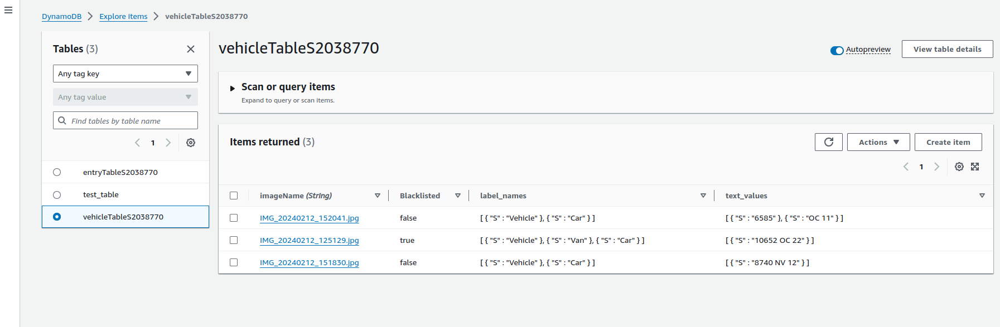 DynamoDB > Explore items > vehicleTableS2038770
Tables (3)
Any tag key
Any tag value
Find tables by table name
1
entryTableS2038770
test_table
vehicleTableS2038770
vehicleTableS2038770
Autopreview
View table details
Scan or query items
Expand to query or scan items.
Items returned (3)
Actions
Create item
1
imageName (String) Blacklisted label_names text_values
IMG_20240212_152041.jpg false [ { "S" : "Vehicle" }, { "S" : "Car" } ] [ { "S" : "6585" }, { "S" : "OC 11" } ]
IMG_20240212_125129.jpg true [ { "S" : "Vehicle" }, { "S" : "Van" }, { "S" : "Car" } ] [ { "S" : "10652 OC 22" } ]
IMG_20240212_151830.jpg false [ { "S" : "Vehicle" }, { "S" : "Car" } ] [ { "S" : "8740 NV 12" } ]